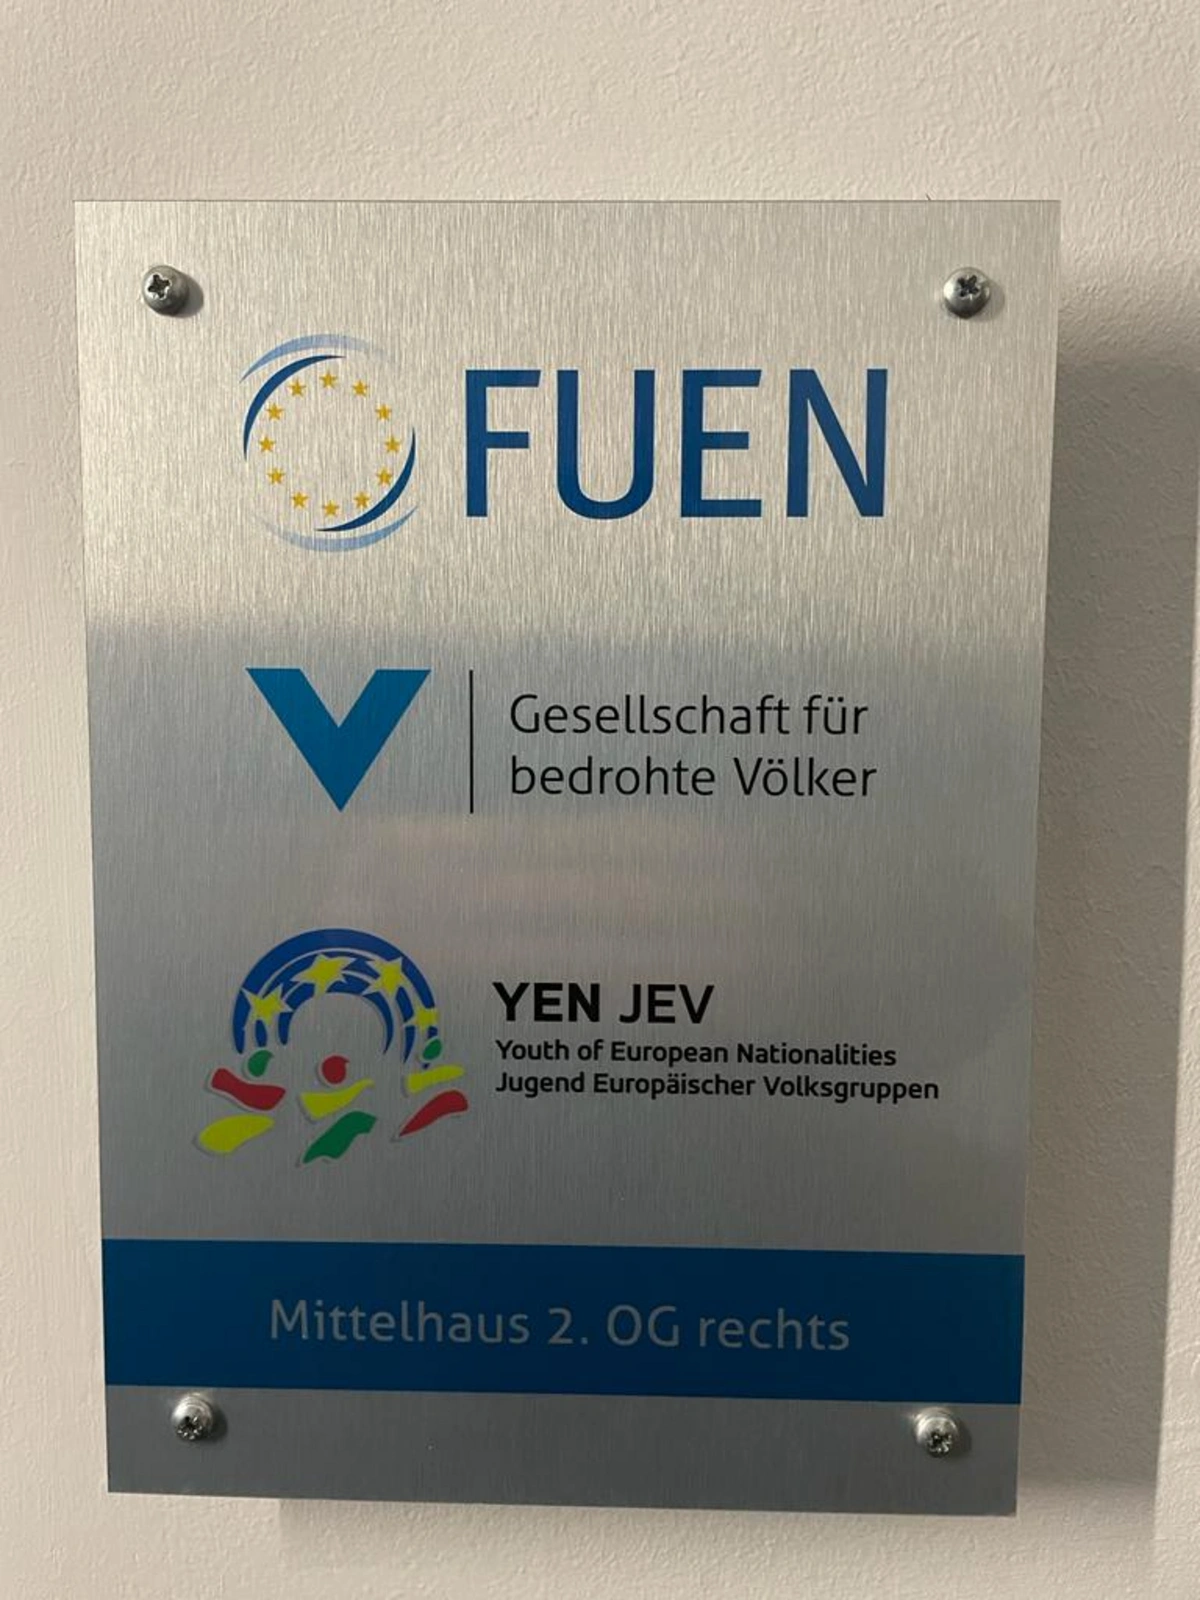 FUEN
Gesellschaft für
bedrohte Völker
YEN JEV
Youth of European Nationalities
Jugend Europäischer Volksgruppen
Mittelhaus 2. OG rechts